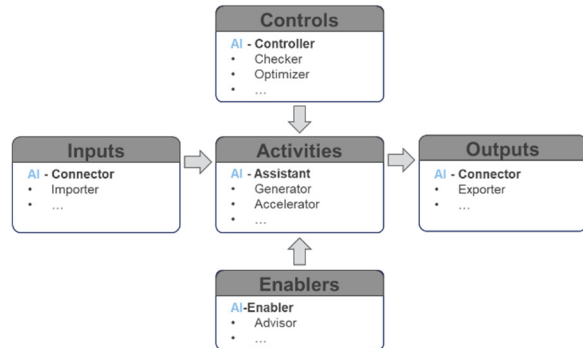 Controls
AI - Controller
• Checker
• Optimizer
• ...
Inputs
AI - Connector
• Importer
• ...
Activities
AI - Assistant
• Generator
• Accelerator
• ...
Outputs
AI - Connector
• Exporter
• ...
Enablers
AI-Enabler
• Advisor
• ...